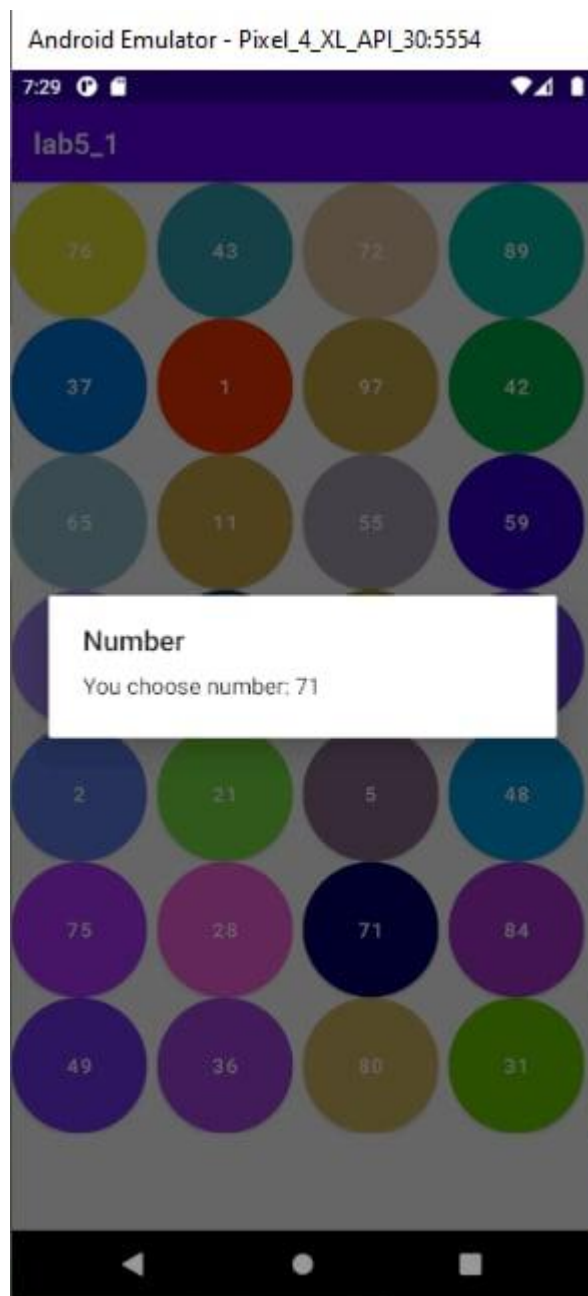 Android Emulator - Pixel_4_XL_API_30:5554
7:29
lab5_1
76 43 72 89
37 1 97 42
65 11 55 59
Number
You choose number: 71
2 21 5 48
75 28 71 84
49 36 80 31